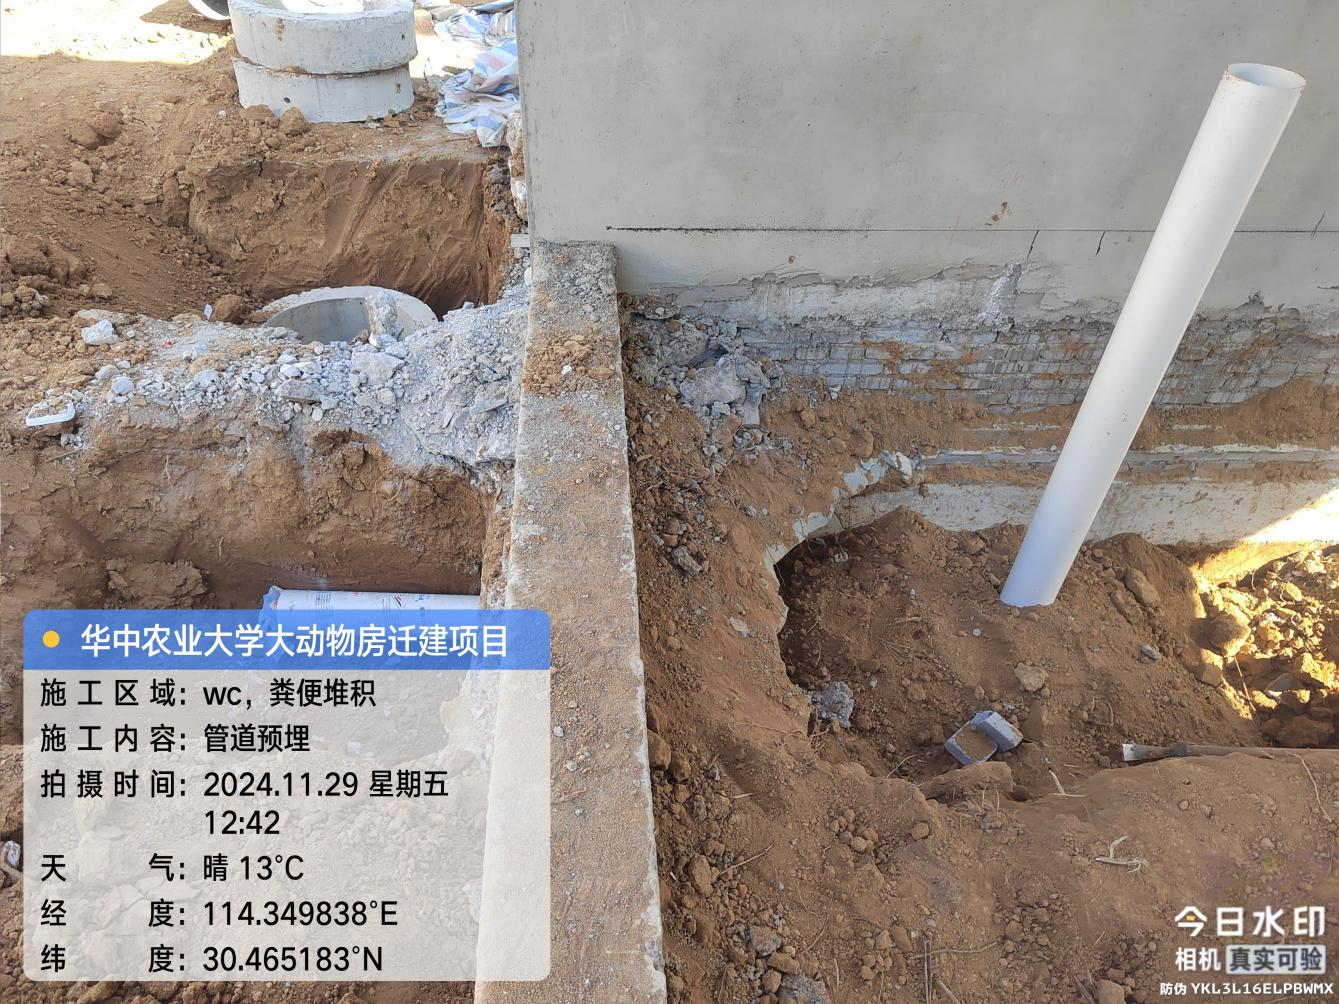 华中农业大学大动物房迁建项目
施工区域：wc，粪便堆积
施工内容：管道预埋
拍摄时间：2024.11.29 星期五
12:42
天气：晴 13°C
经度：114.349838°E
纬度：30.465183°N
今日水印
相机 真实可验
防伪 YKL3L16ELPBWMX